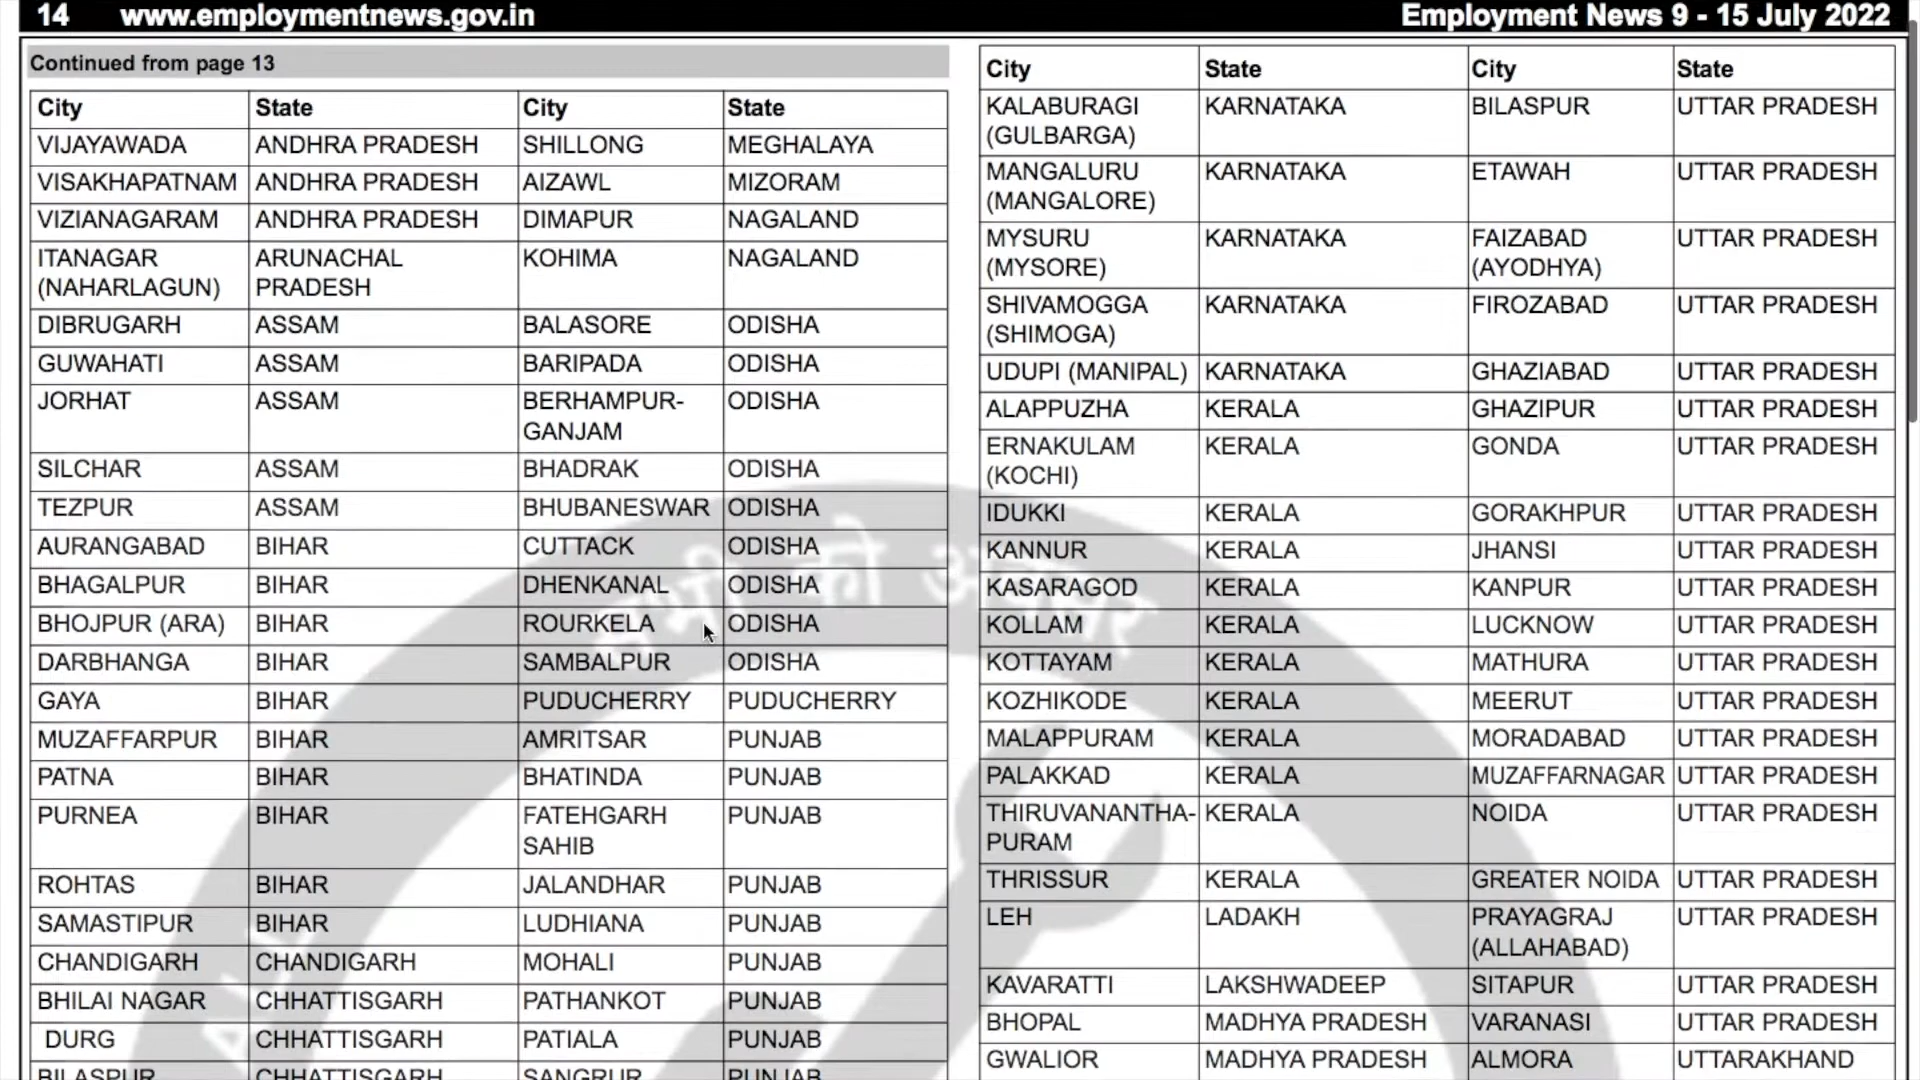 14 www.employmentnews.gov.in Employment News 9 - 15 July 2022
Continued from page 13
City State City State
VIJAYAWADA ANDHRA PRADESH SHILLONG MEGHALAYA
VISAKHAPATNAM ANDHRA PRADESH AIZAWL MIZORAM
VIZIANAGARAM ANDHRA PRADESH DIMAPUR NAGALAND
ITANAGAR ARUNACHAL KOHIMA NAGALAND
(NAHARLAGUN) PRADESH
DIBRUGARH ASSAM BALASORE ODISHA
GUWAHATI ASSAM BARIPADA ODISHA
JORHAT ASSAM BERHAMPUR- ODISHA
GANJAM
SILCHAR ASSAM BHADRAK ODISHA
TEZPUR ASSAM BHUBANESWAR ODISHA
AURANGABAD BIHAR CUTTACK ODISHA
BHAGALPUR BIHAR DHENKANAL ODISHA
BHOJPUR (ARA) BIHAR ROURKELA ODISHA
DARBHANGA BIHAR SAMBALPUR ODISHA
GAYA BIHAR PUDUCHERRY PUDUCHERRY
MUZAFFARPUR BIHAR AMRITSAR PUNJAB
PATNA BIHAR BHATINDA PUNJAB
PURNEA BIHAR FATEHGARH PUNJAB
SAHIB
ROHTAS BIHAR JALANDHAR PUNJAB
SAMASTIPUR BIHAR LUDHIANA PUNJAB
CHANDIGARH CHANDIGARH MOHALI PUNJAB
BHILAI NAGAR CHHATTISGARH PATHANKOT PUNJAB
DURG CHHATTISGARH PATIALA PUNJAB
BILASPUR CHHATTISGARH SANGRUR PUNJAB
City State City State
KALABURAGI KARNATAKA BILASPUR UTTAR PRADESH
(GULBARGA)
MANGALURU KARNATAKA ETAWAH UTTAR PRADESH
(MANGALORE)
MYSURU KARNATAKA FAIZABAD UTTAR PRADESH
(MYSORE) (AYODHYA)
SHIVAMOGGA KARNATAKA FIROZABAD UTTAR PRADESH
(SHIMOGA)
UDUPI (MANIPAL) KARNATAKA GHAZIABAD UTTAR PRADESH
ALAPPUZHA KERALA GHAZIPUR UTTAR PRADESH
ERNAKULAM KERALA GONDA UTTAR PRADESH
(KOCHI)
IDUKKI KERALA GORAKHPUR UTTAR PRADESH
KANNUR KERALA JHANSI UTTAR PRADESH
KASARAGOD KERALA KANPUR UTTAR PRADESH
KOLLAM KERALA LUCKNOW UTTAR PRADESH
KOTTAYAM KERALA MATHURA UTTAR PRADESH
KOZHIKODE KERALA MEERUT UTTAR PRADESH
MALAPPURAM KERALA MORADABAD UTTAR PRADESH
PALAKKAD KERALA MUZAFFARNAGAR UTTAR PRADESH
THIRUVANANTHA- KERALA NOIDA UTTAR PRADESH
PURAM
THRISSUR KERALA GREATER NOIDA UTTAR PRADESH
LEH LADAKH PRAYAGRAJ UTTAR PRADESH
(ALLAHABAD)
KAVARATTI LAKSHWADEEP SITAPUR UTTAR PRADESH
BHOPAL MADHYA PRADESH VARANASI UTTAR PRADESH
GWALIOR MADHYA PRADESH ALMORA UTTARAKHAND
को
ALL